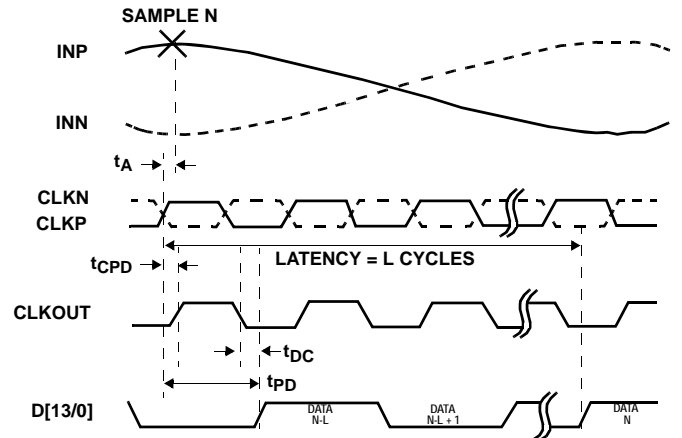 SAMPLE N
INP
INN
tA
CLKN
CLKP
LATENCY = L CYCLES
tCPD
CLKOUT
tDC
tPD
D[13/0]
DATA
N-L
DATA
N-L + 1
DATA
N